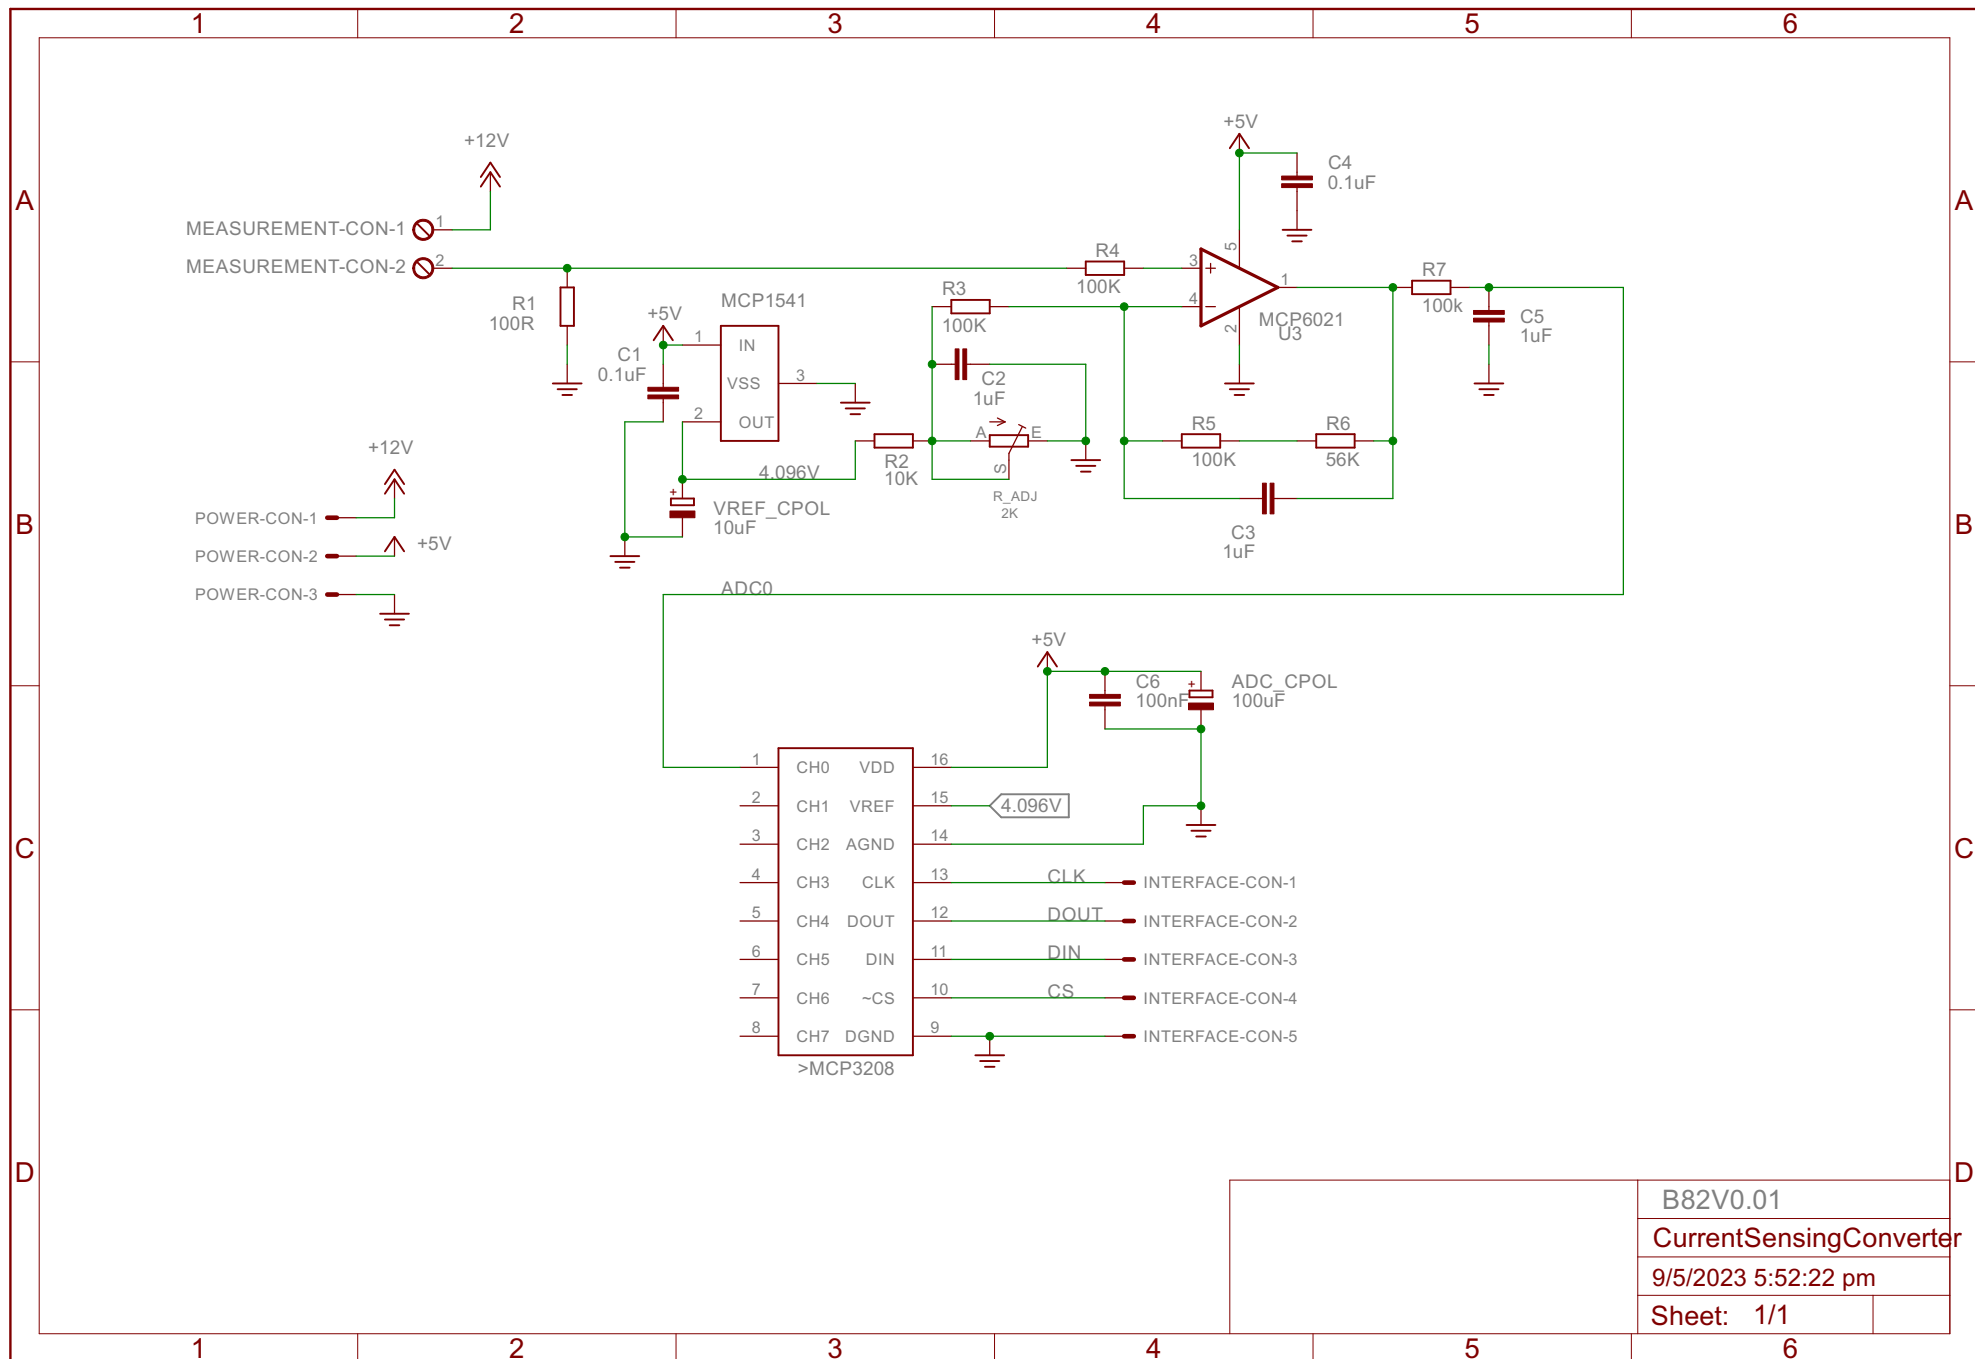 1 2 3 4 5 6
+12V
+5V
C4
0.1uF
A A
MEASUREMENT-CON-1 1
MEASUREMENT-CON-2 2
R1
100R
MCP1541
+5V
C1
0.1uF
1 IN
VSS 3
2 OUT
4.096V
VREF_CPOL
10uF
R2
10K
R3
100K
C2
1uF
A E
S
R_ADJ
2K
R4
100K
3 +
4 -
5
2
1
MCP6021
U3
R7
100k
C5
1uF
R5
100K
R6
56K
C3
1uF
+12V
B B
POWER-CON-1
POWER-CON-2 +5V
POWER-CON-3
ADC0
+5V
C6
100nF
ADC_CPOL
100uF
C C
1 CH0 VDD 16
2 CH1 VREF 15 4.096V
3 CH2 AGND 14
4 CH3 CLK 13 CLK INTERFACE-CON-1
5 CH4 DOUT 12 DOUT INTERFACE-CON-2
6 CH5 DIN 11 DIN INTERFACE-CON-3
7 CH6 ~CS 10 CS INTERFACE-CON-4
8 CH7 DGND 9 INTERFACE-CON-5
>MCP3208
D D
B82V0.01
CurrentSensingConverter
9/5/2023 5:52:22 pm
Sheet: 1/1
1 2 3 4 5 6